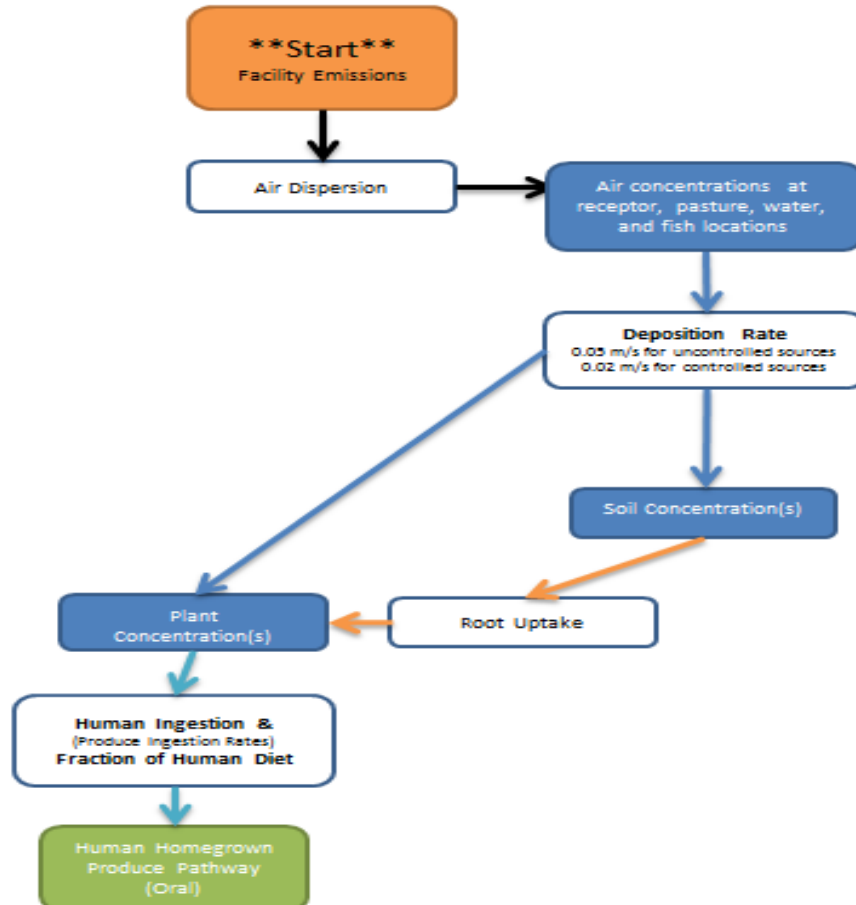 **Start**
Facility Emissions
Air Dispersion
Air concentrations at
receptor, pasture, water,
and fish locations
Deposition Rate
0.05 m/s for uncontrolled sources
0.02 m/s for controlled sources
Soil Concentration(s)
Plant
Concentration(s)
Root Uptake
Human Ingestion &
(Produce Ingestion Rates)
Fraction of Human Diet
Human Homegrown
Produce Pathway
(Oral)